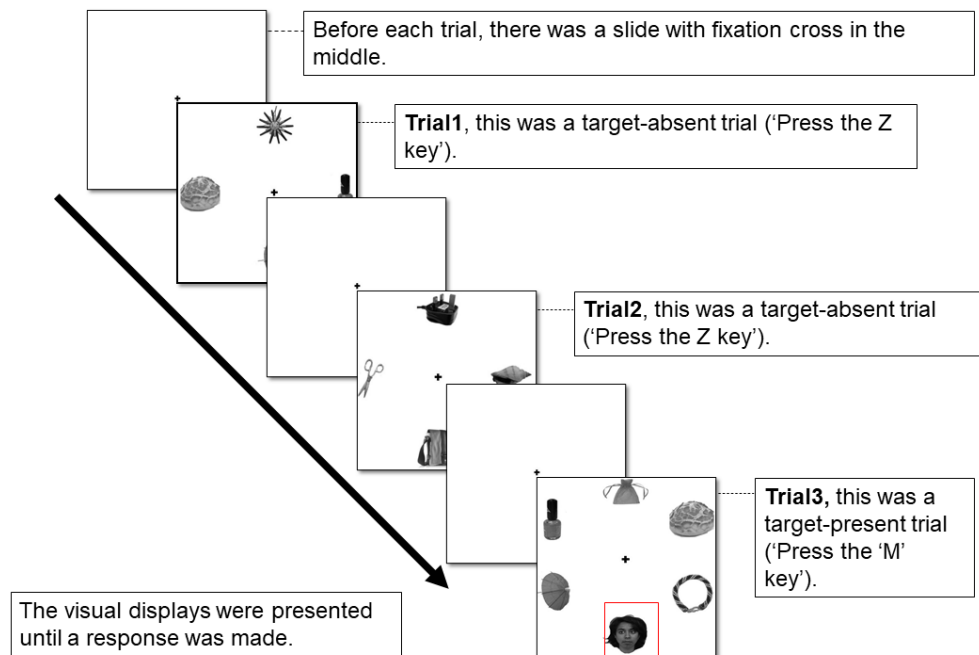 Before each trial, there was a slide with fixation cross in the
middle.
Trial1, this was a target-absent trial (‘Press the Z
key’).
Trial2, this was a target-absent trial
(‘Press the Z key’).
Trial3, this was a
target-present trial
(‘Press the ‘M’
key’).
The visual displays were presented
until a response was made.